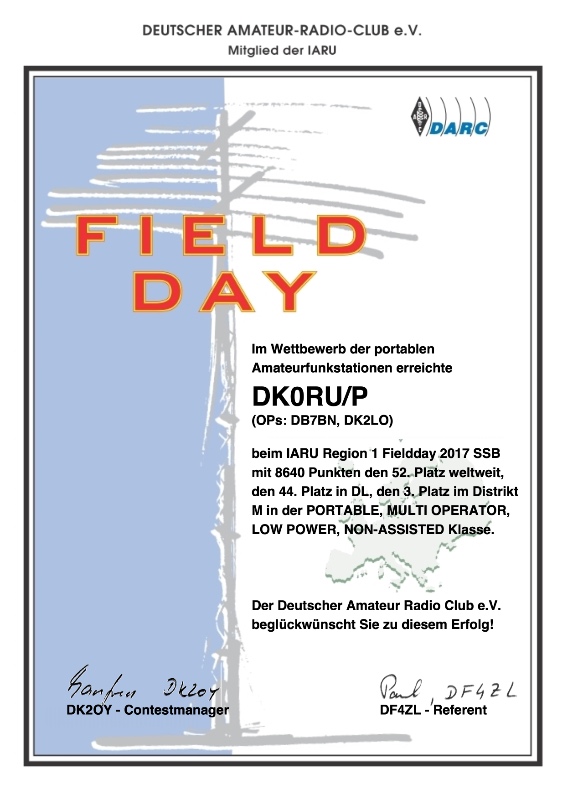 DEUTSCHER AMATEUR-RADIO-CLUB e.V.
Mitglied der IARU
DARC
FIELD
DAY
Im Wettbewerb der portablen
Amateurfunkstationen erreichte
DK0RU/P
(OPs: DB7BN, DK2LO)
beim IARU Region 1 Fieldday 2017 SSB
mit 8640 Punkten den 52. Platz weltweit,
den 44. Platz in DL, den 3. Platz im Distrikt
M in der PORTABLE, MULTI OPERATOR,
LOW POWER, NON-ASSISTED Klasse.
Der Deutscher Amateur Radio Club e.V.
beglückwünscht Sie zu diesem Erfolg!
Manfred DK2OY
Paul, DF4ZL
DK2OY - Contestmanager
DF4ZL - Referent